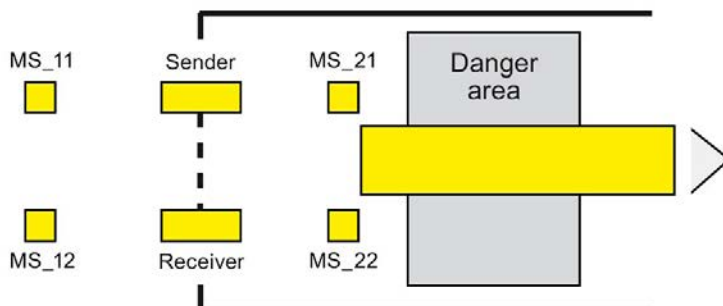 MS_11
Sender
MS_21
Danger
area
MS_12
Receiver
MS_22